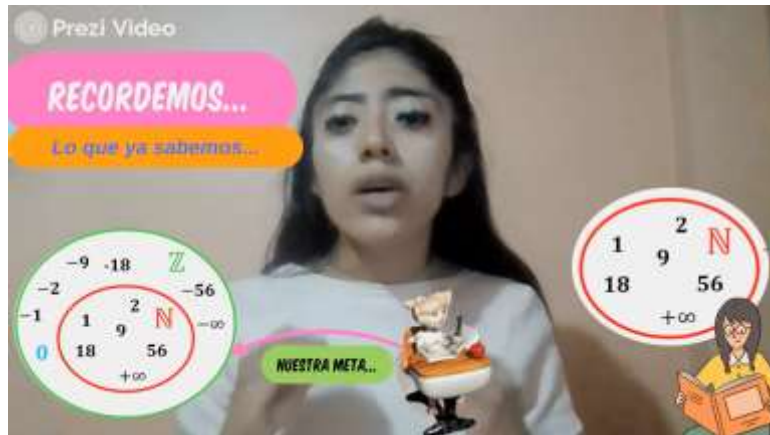 Prezi Video
RECORDEMOS...
Lo que ya sabemos...
−9 -18 ℤ
−2 −56
−1 1 2 ℕ −∞
9
0 18 56
+∞
NUESTRA META...
2
1 ℕ
9
18 56
+∞